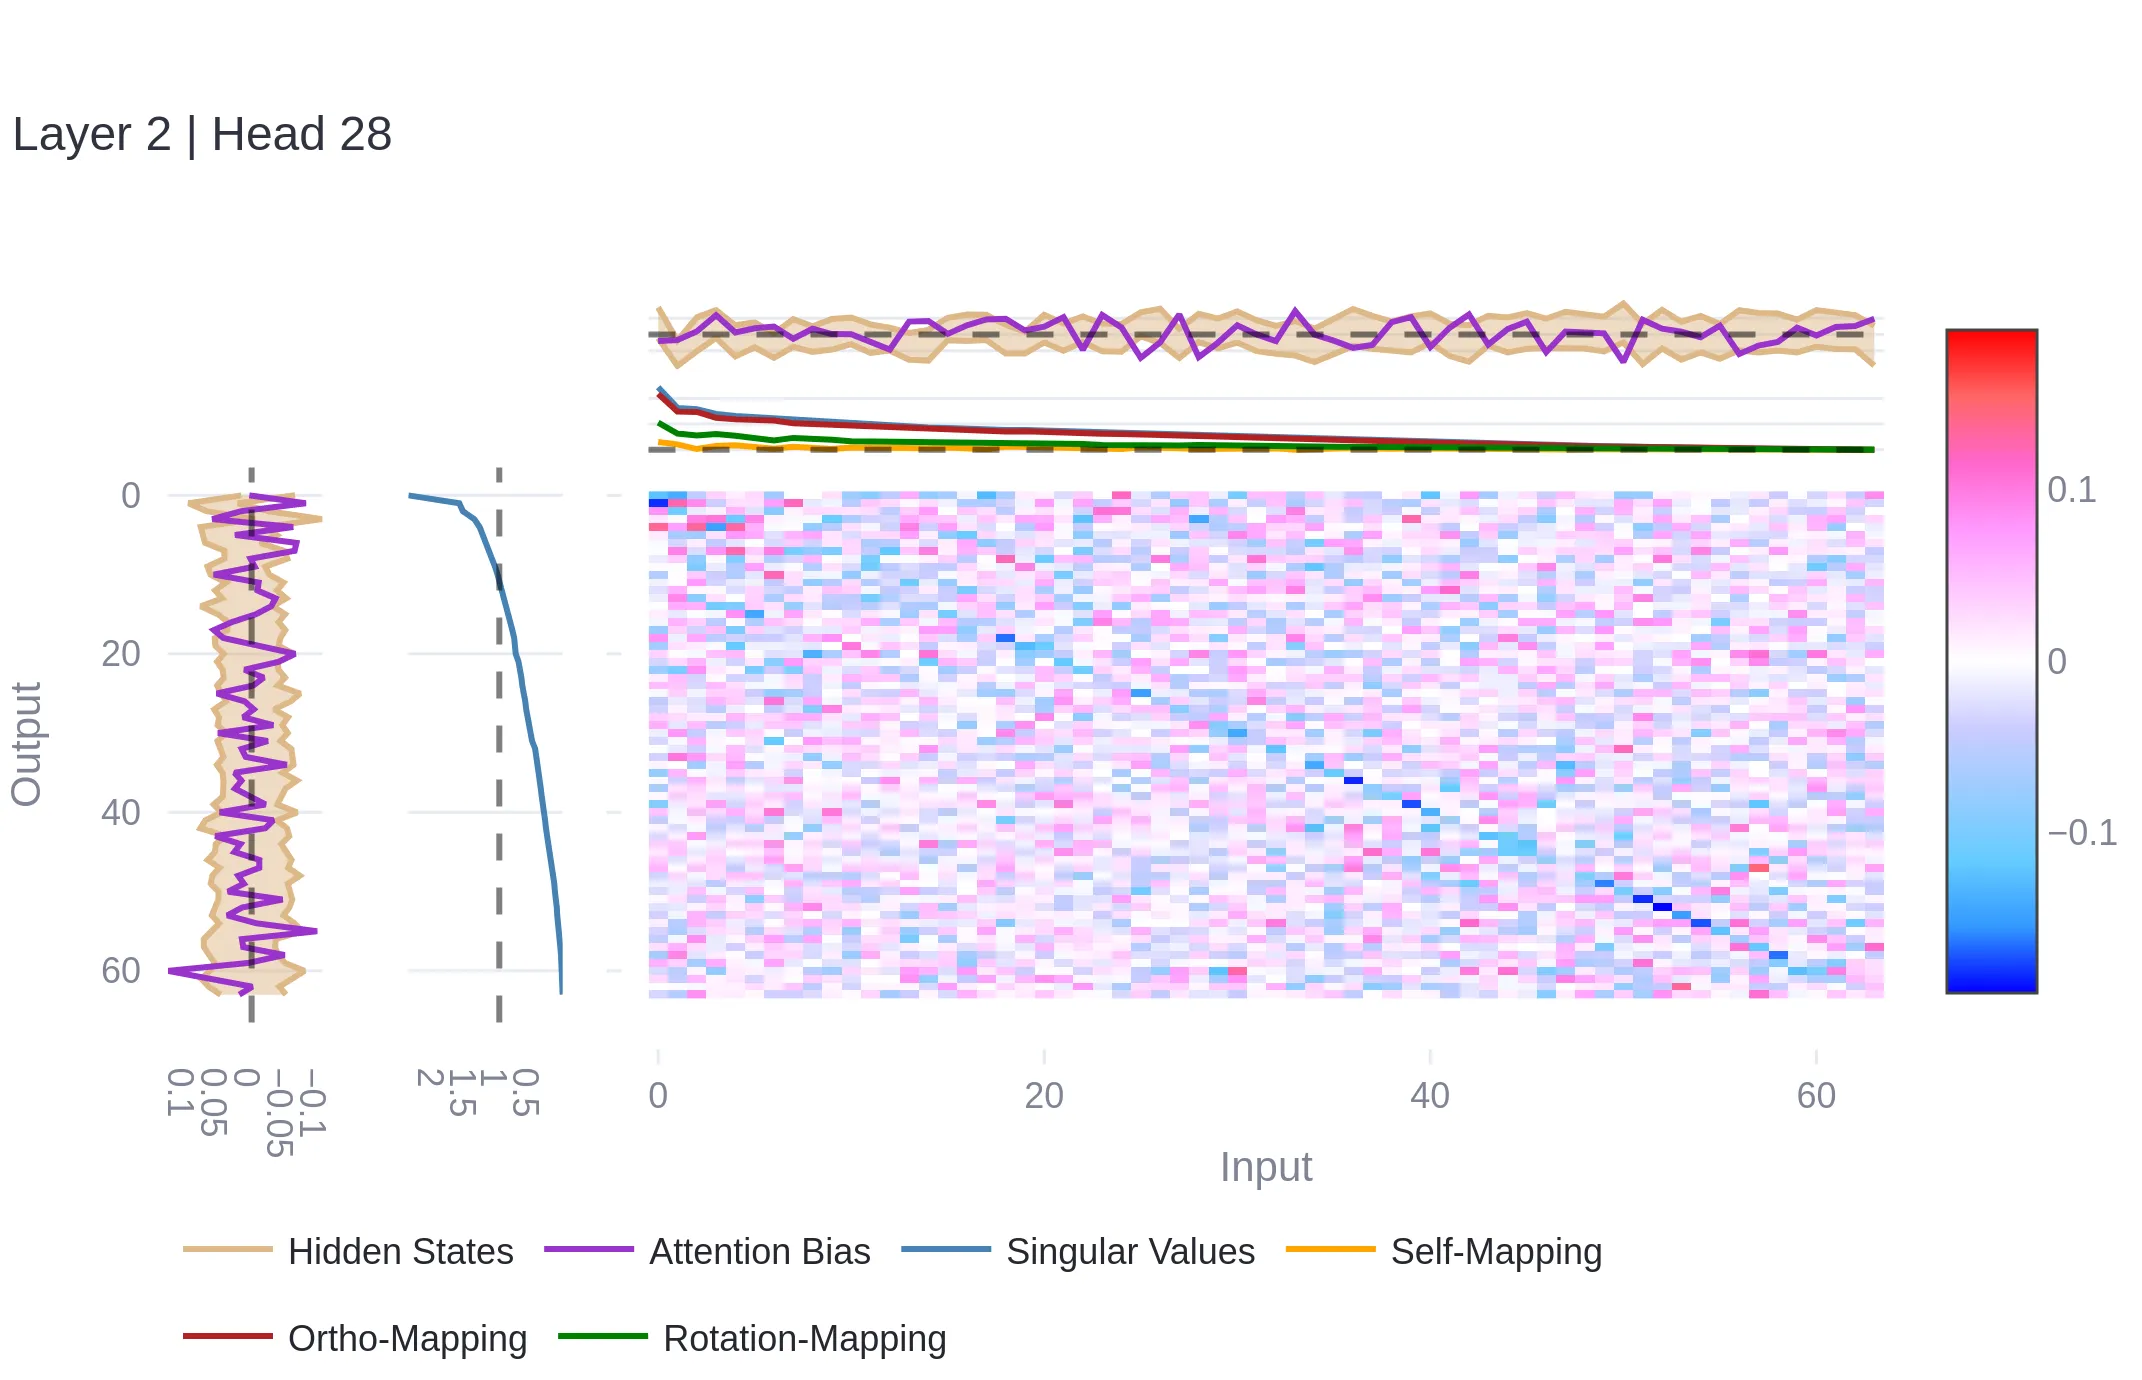 Layer 2 | Head 28
0
20
40
60
Output
0.1
0.05
0
−0.05
−0.1
2
1.5
1
0.5
0
20
40
60
Input
0.1
0
−0.1
Hidden States
Attention Bias
Singular Values
Self-Mapping
Ortho-Mapping
Rotation-Mapping